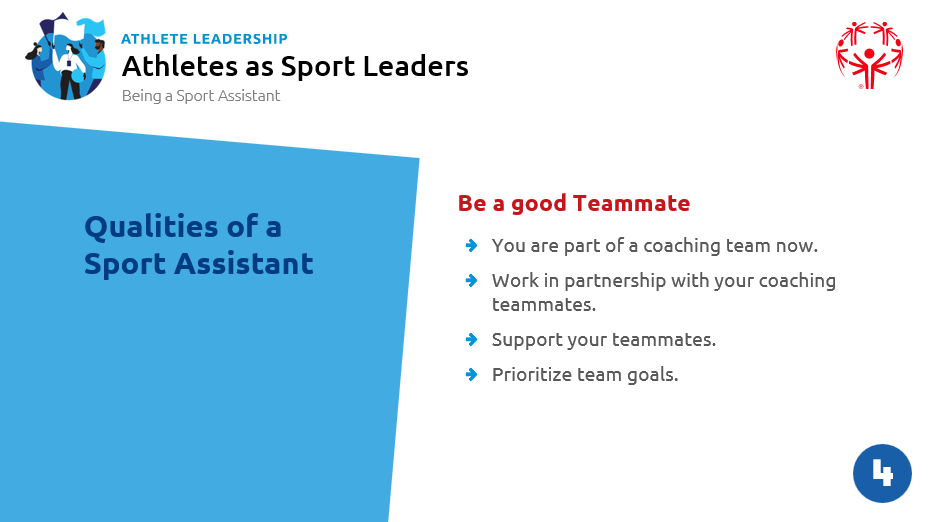 ATHLETE LEADERSHIP
Athletes as Sport Leaders
Being a Sport Assistant
®
Qualities of a
Sport Assistant
Be a good Teammate
You are part of a coaching team now.
Work in partnership with your coaching
teammates.
Support your teammates.
Prioritize team goals.
4